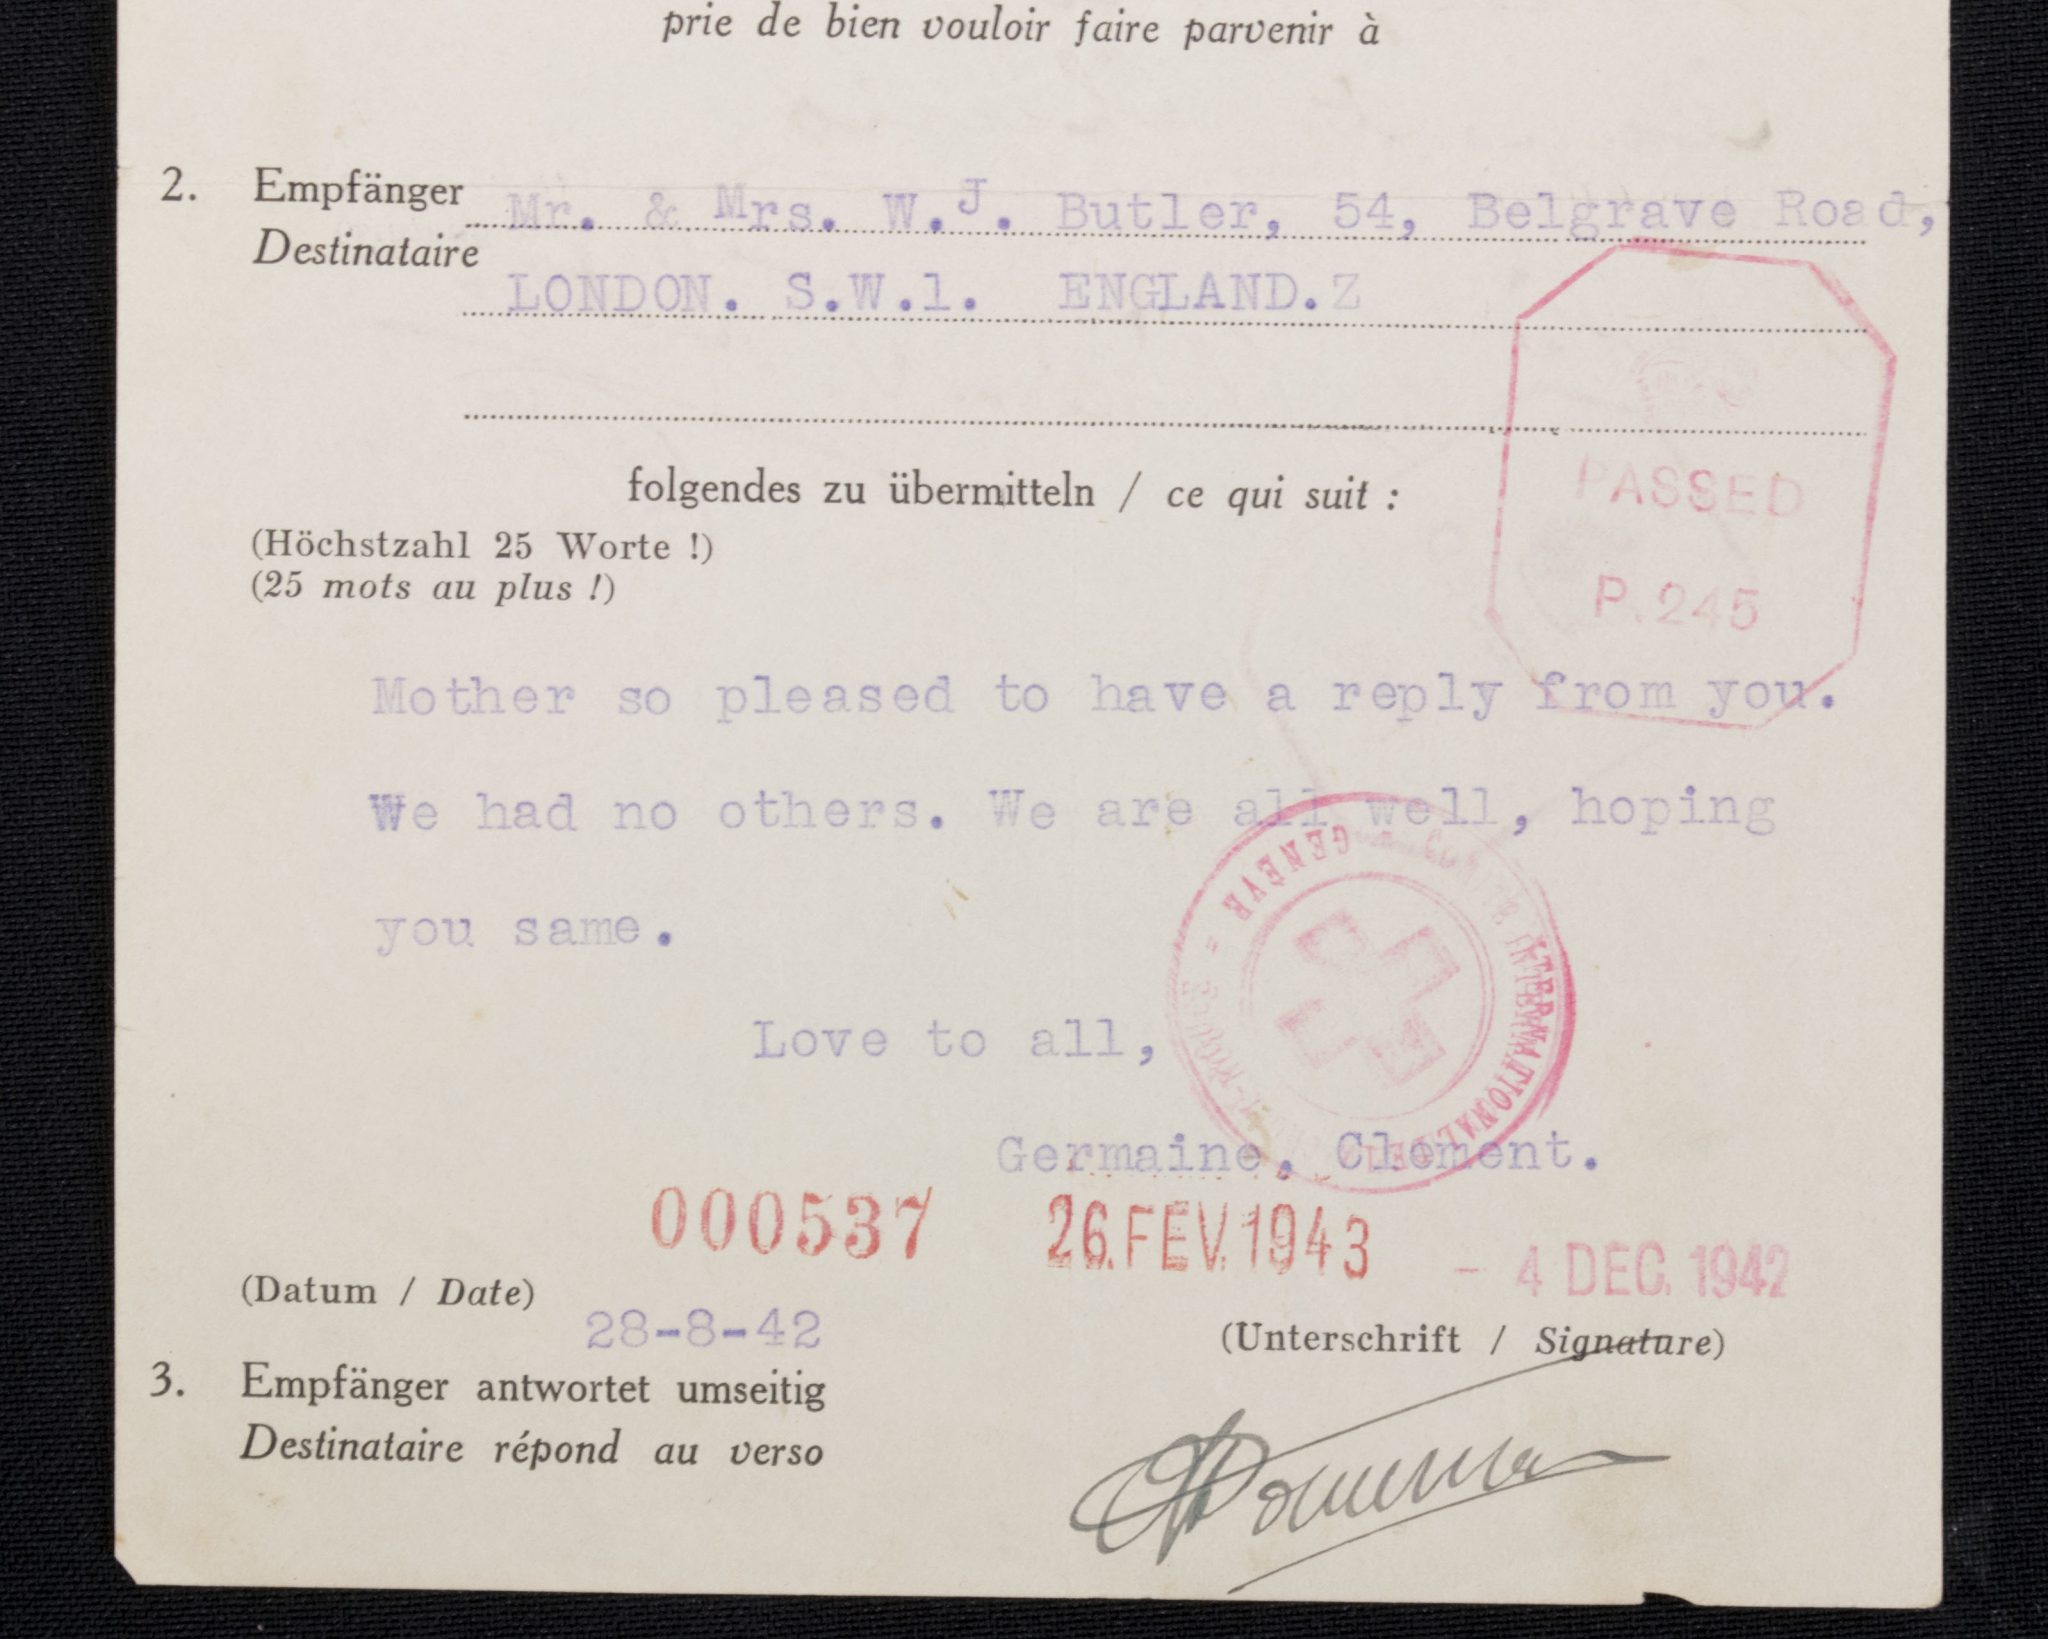 prie de bien vouloir faire parvenir à
2. Empfänger Mr. & Mrs. W.J. Butler, 54, Belgrave Road,
Destinataire
LONDON. S.W.1. ENGLAND.Z
folgendes zu übermitteln / ce qui suit :
(Höchstzahl 25 Worte !)
(25 mots au plus !)
PASSED
P.245
Mother so pleased to have a reply from you.
We had no others. We are all well, hoping
you same.
Love to all,
Germaine, Clement.
GENÈVE
INTERNATIONAL
000537 26.FEV.1943 - 4 DEC. 1942
(Datum / Date) 28-8-42
(Unterschrift / Signature)
3. Empfänger antwortet umseitig
Destinataire répond au verso